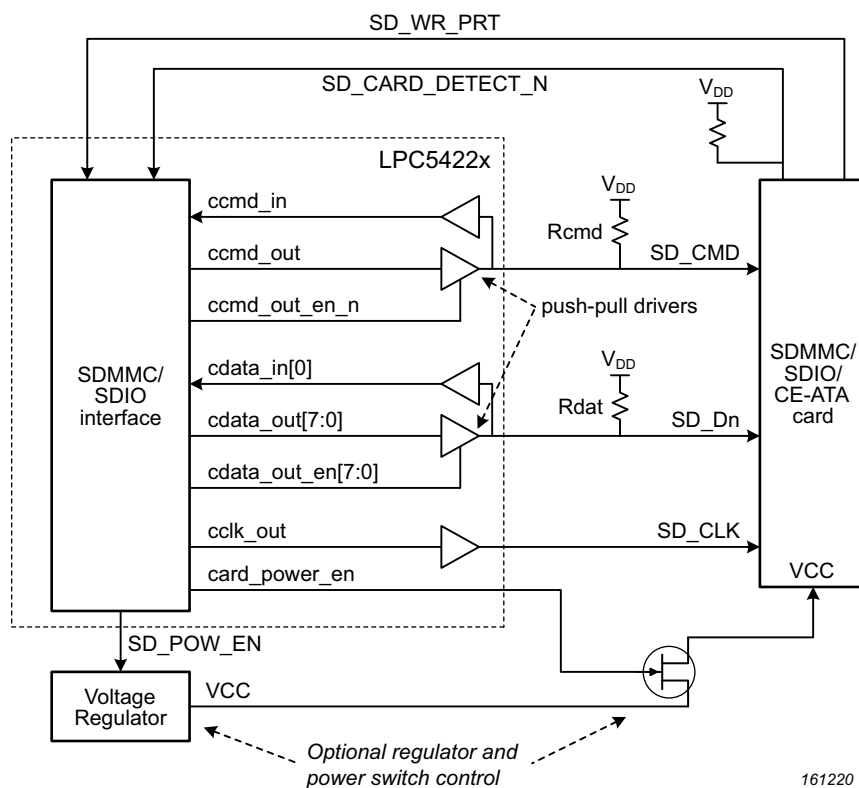 SD_WR_PRT
SD_CARD_DETECT_N
VDD
LPC5422x
ccmd_in
VDD
Rcmd
ccmd_out
SD_CMD
ccmd_out_en_n
push-pull drivers
SDMMC/
SDIO
interface
SDMMC/
SDIO/
CE-ATA
card
cdata_in[0]
VDD
Rdat
cdata_out[7:0]
SD_Dn
cdata_out_en[7:0]
cclk_out
SD_CLK
card_power_en
VCC
SD_POW_EN
Voltage
Regulator
VCC
Optional regulator and
power switch control
161220